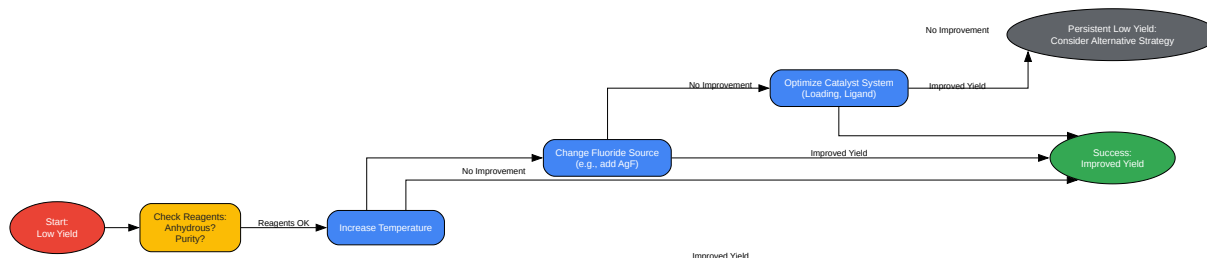 No Improvement
Persistent Low Yield:
Consider Alternative Strategy
No Improvement
Optimize Catalyst System
(Loading, Ligand)
Improved Yield
Change Fluoride Source
(e.g., add AgF)
Improved Yield
Success:
Improved Yield
No Improvement
Start:
Low Yield
Check Reagents:
Anhydrous?
Purity?
Reagents OK
Increase Temperature
Improved Yield